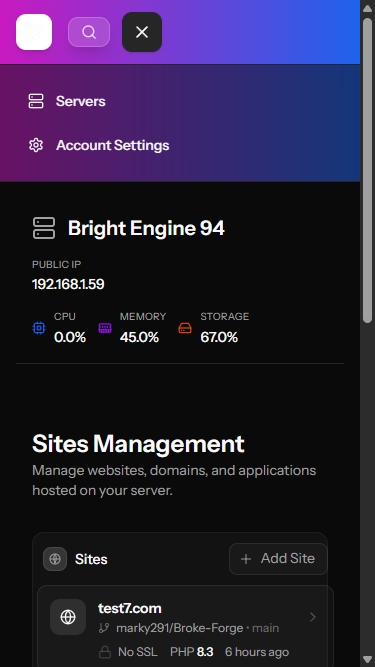 Servers
Account Settings
Bright Engine 94
PUBLIC IP
192.168.1.59
CPU MEMORY STORAGE
0.0% 45.0% 67.0%
Sites Management
Manage websites, domains, and applications
hosted on your server.
Sites + Add Site
test7.com
marky291/Broke-Forge • main
No SSL PHP 8.3 6 hours ago